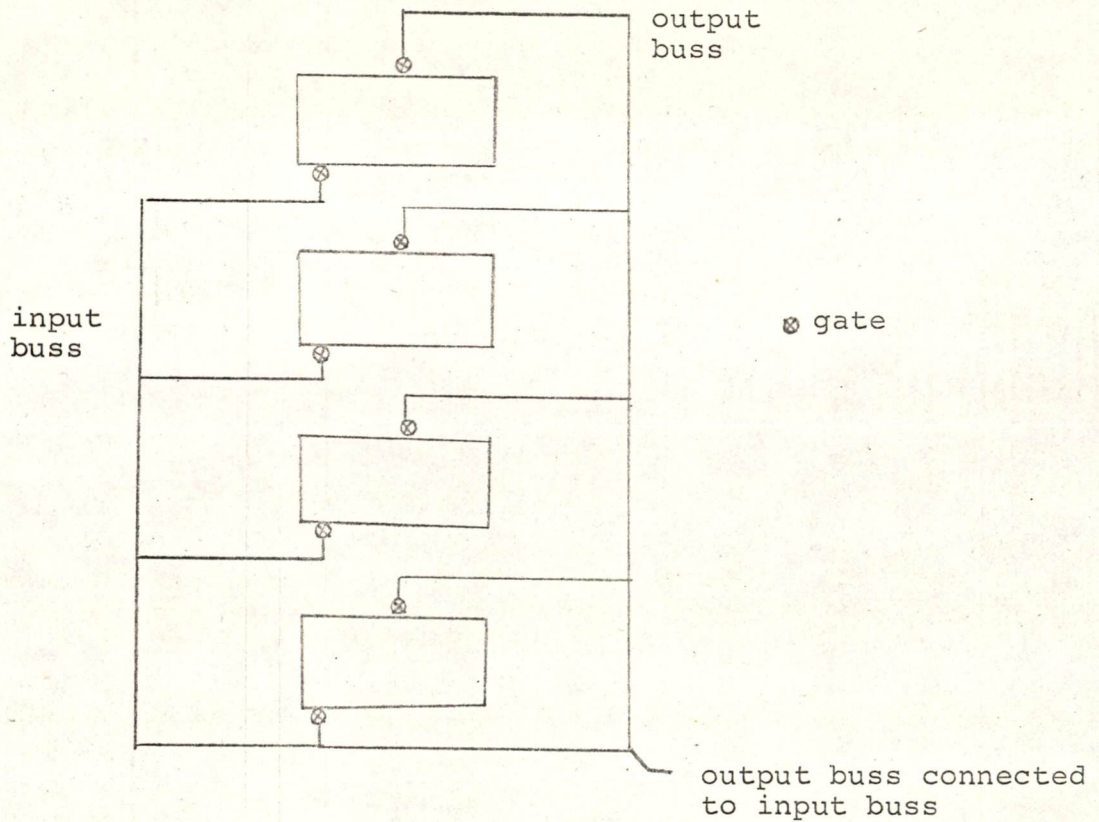 output
buss
input
buss
gate
output buss connected
to input buss